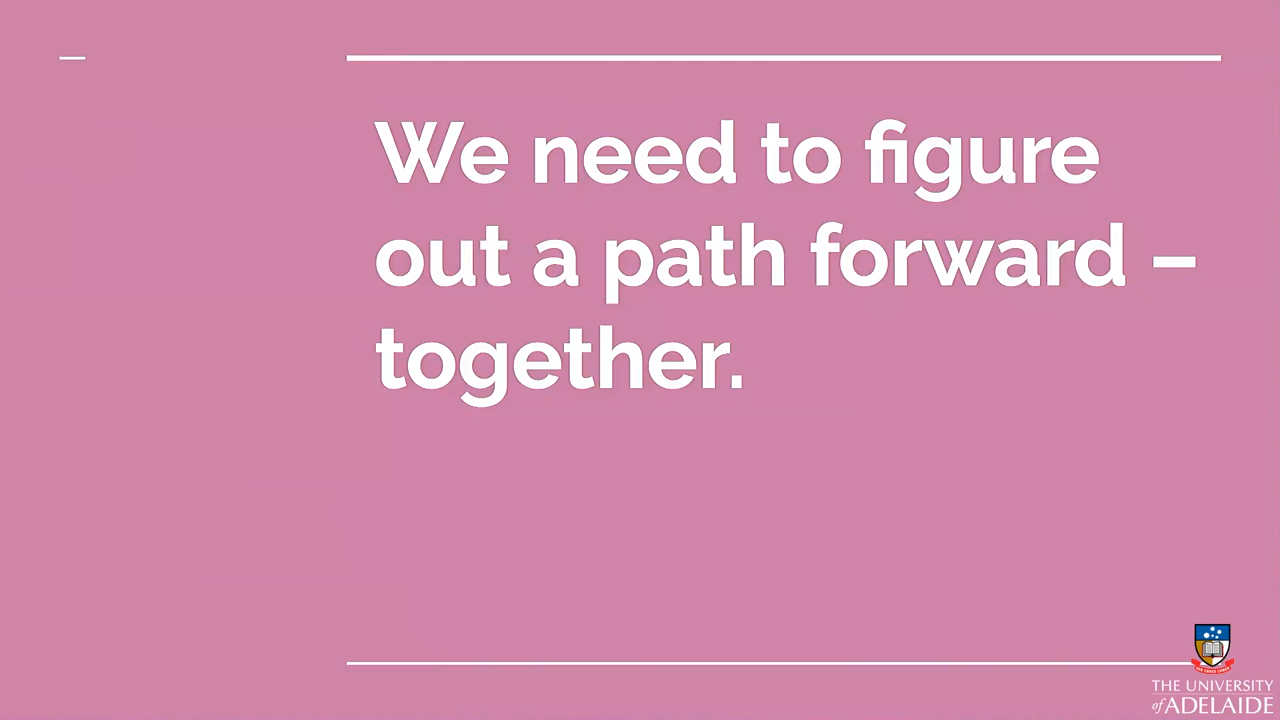 We need to figure
out a path forward –
together.
THE UNIVERSITY
of ADELAIDE